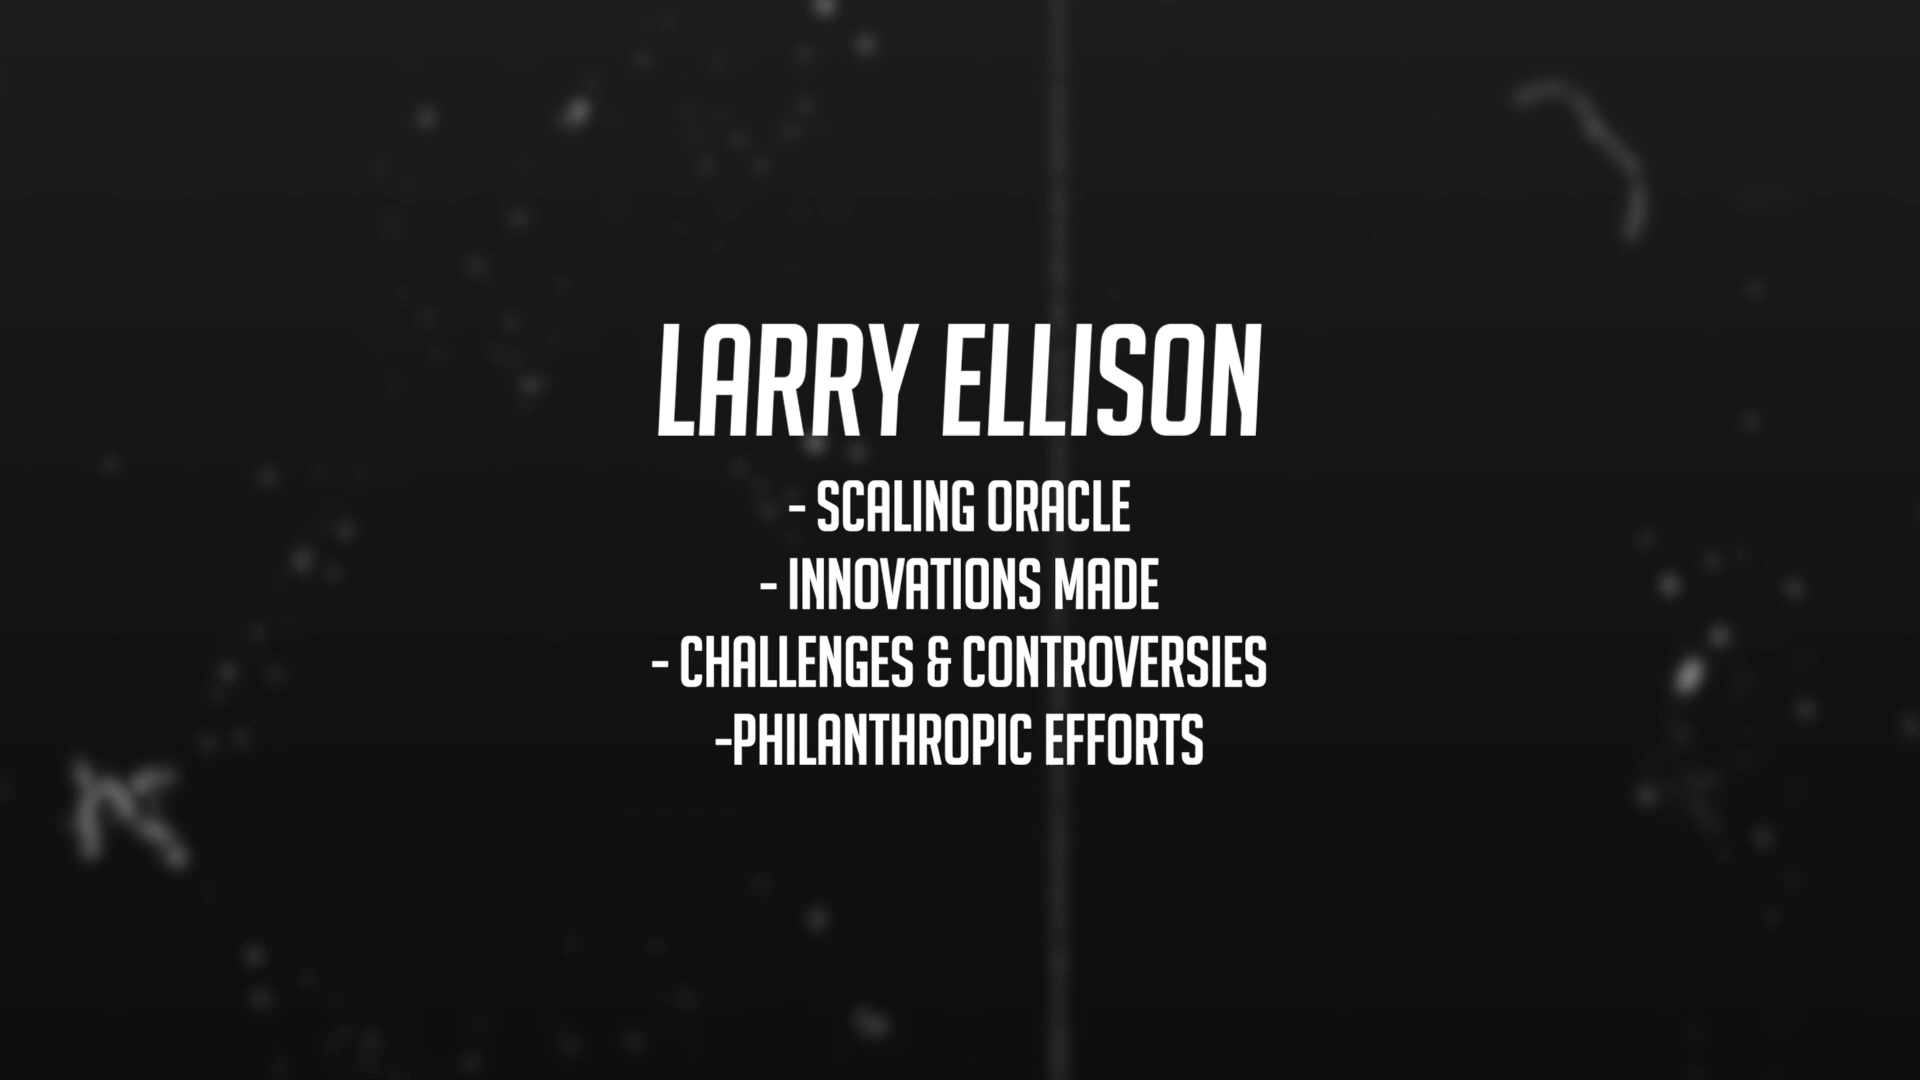 LARRY ELLISON
- SCALING ORACLE
- INNOVATIONS MADE
- CHALLENGES & CONTROVERSIES
-PHILANTHROPIC EFFORTS